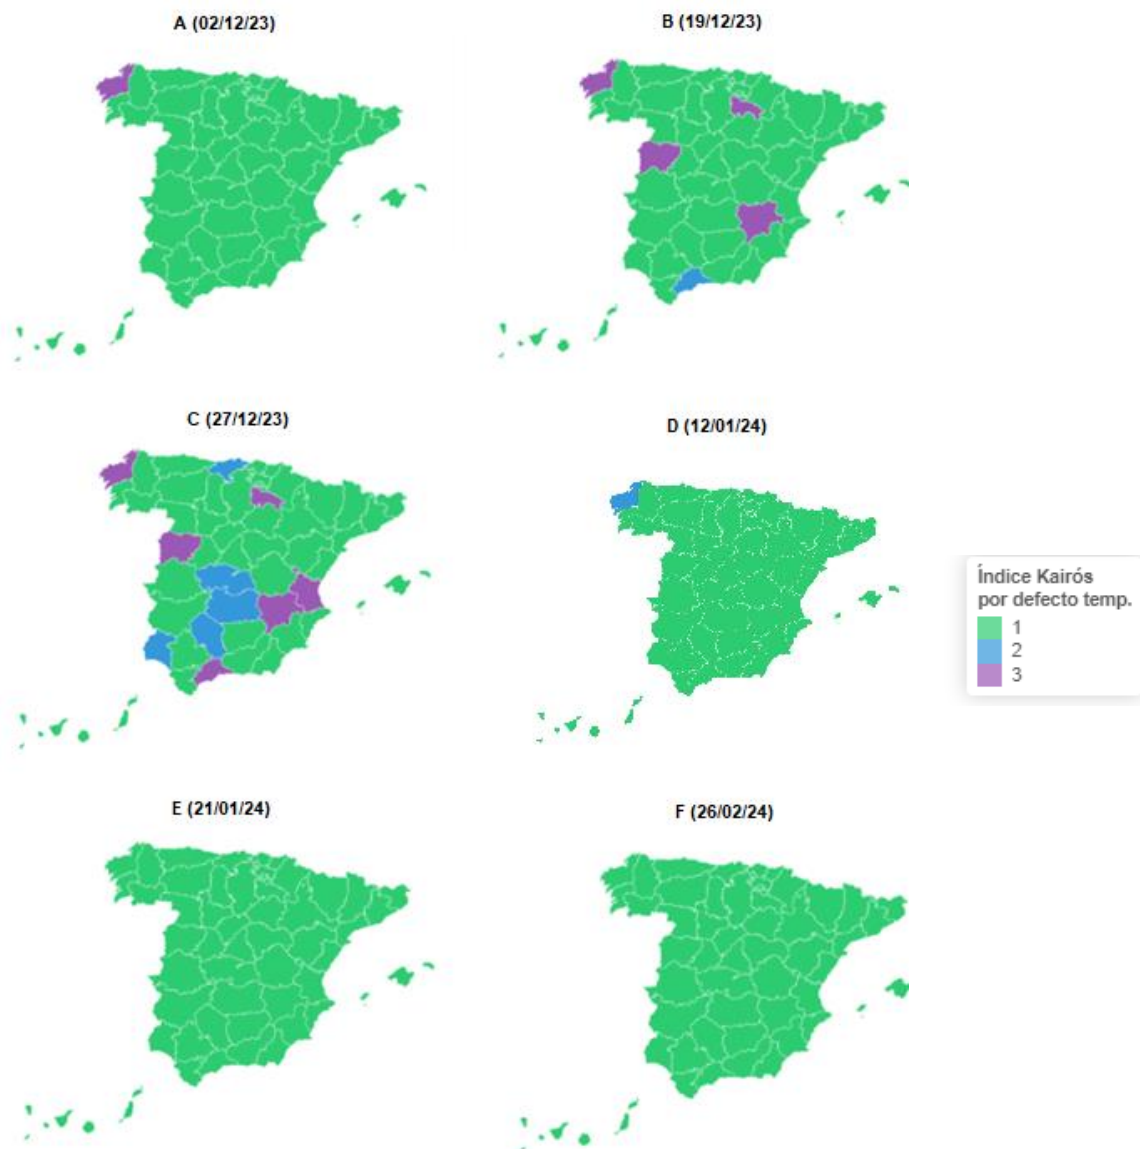 A (02/12/23)
B (19/12/23)
C (27/12/23)
D (12/01/24)
Índice Kairós
por defecto temp.
1
2
3
E (21/01/24)
F (26/02/24)